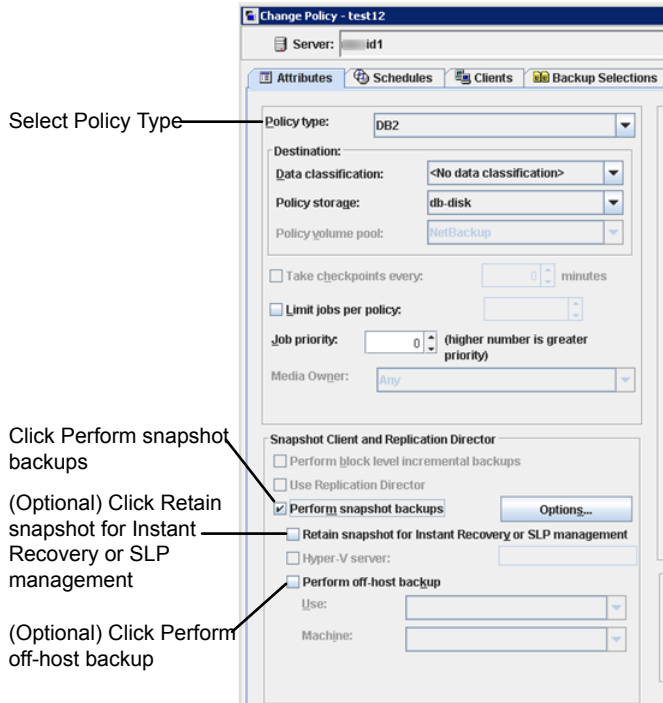 Change Policy - test12
Server: id1
Attributes Schedules Clients Backup Selections
Select Policy Type
Policy type: DB2
Destination:
Data classification: <No data classification>
Policy storage: db-disk
Policy volume pool: NetBackup
Take checkpoints every: 0 minutes
Limit jobs per policy:
Job priority: 0 (higher number is greater
priority)
Media Owner: Any
Click Perform snapshot
backups
(Optional) Click Retain
snapshot for Instant
Recovery or SLP
management
(Optional) Click Perform
off-host backup
Snapshot Client and Replication Director
Perform block level incremental backups
Use Replication Director
Perform snapshot backups Options...
Retain snapshot for Instant Recovery or SLP management
Hyper-V server:
Perform off-host backup
Use:
Machine: